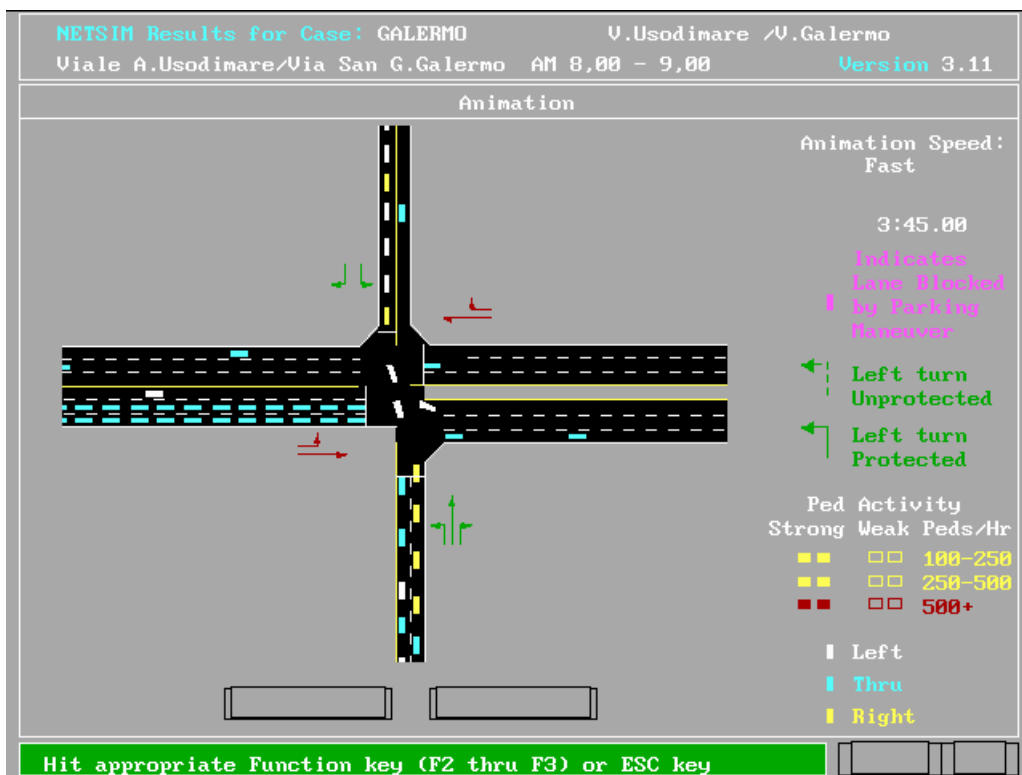 NETSIM Results for Case: GALERMO V.Usodimare /V.Galermo
Viale A.Usodimare/Via San G.Galermo AM 8,00 - 9,00 Version 3.11
Animation
Animation Speed:
Fast
3:45.00
Indicates
Lane Blocked
by Parking
Maneuver
Left turn
Unprotected
Left turn
Protected
Ped Activity
Strong Weak Peds/Hr
100-250
250-500
500+
Left
Thru
Right
Hit appropriate Function key (F2 thru F3) or ESC key